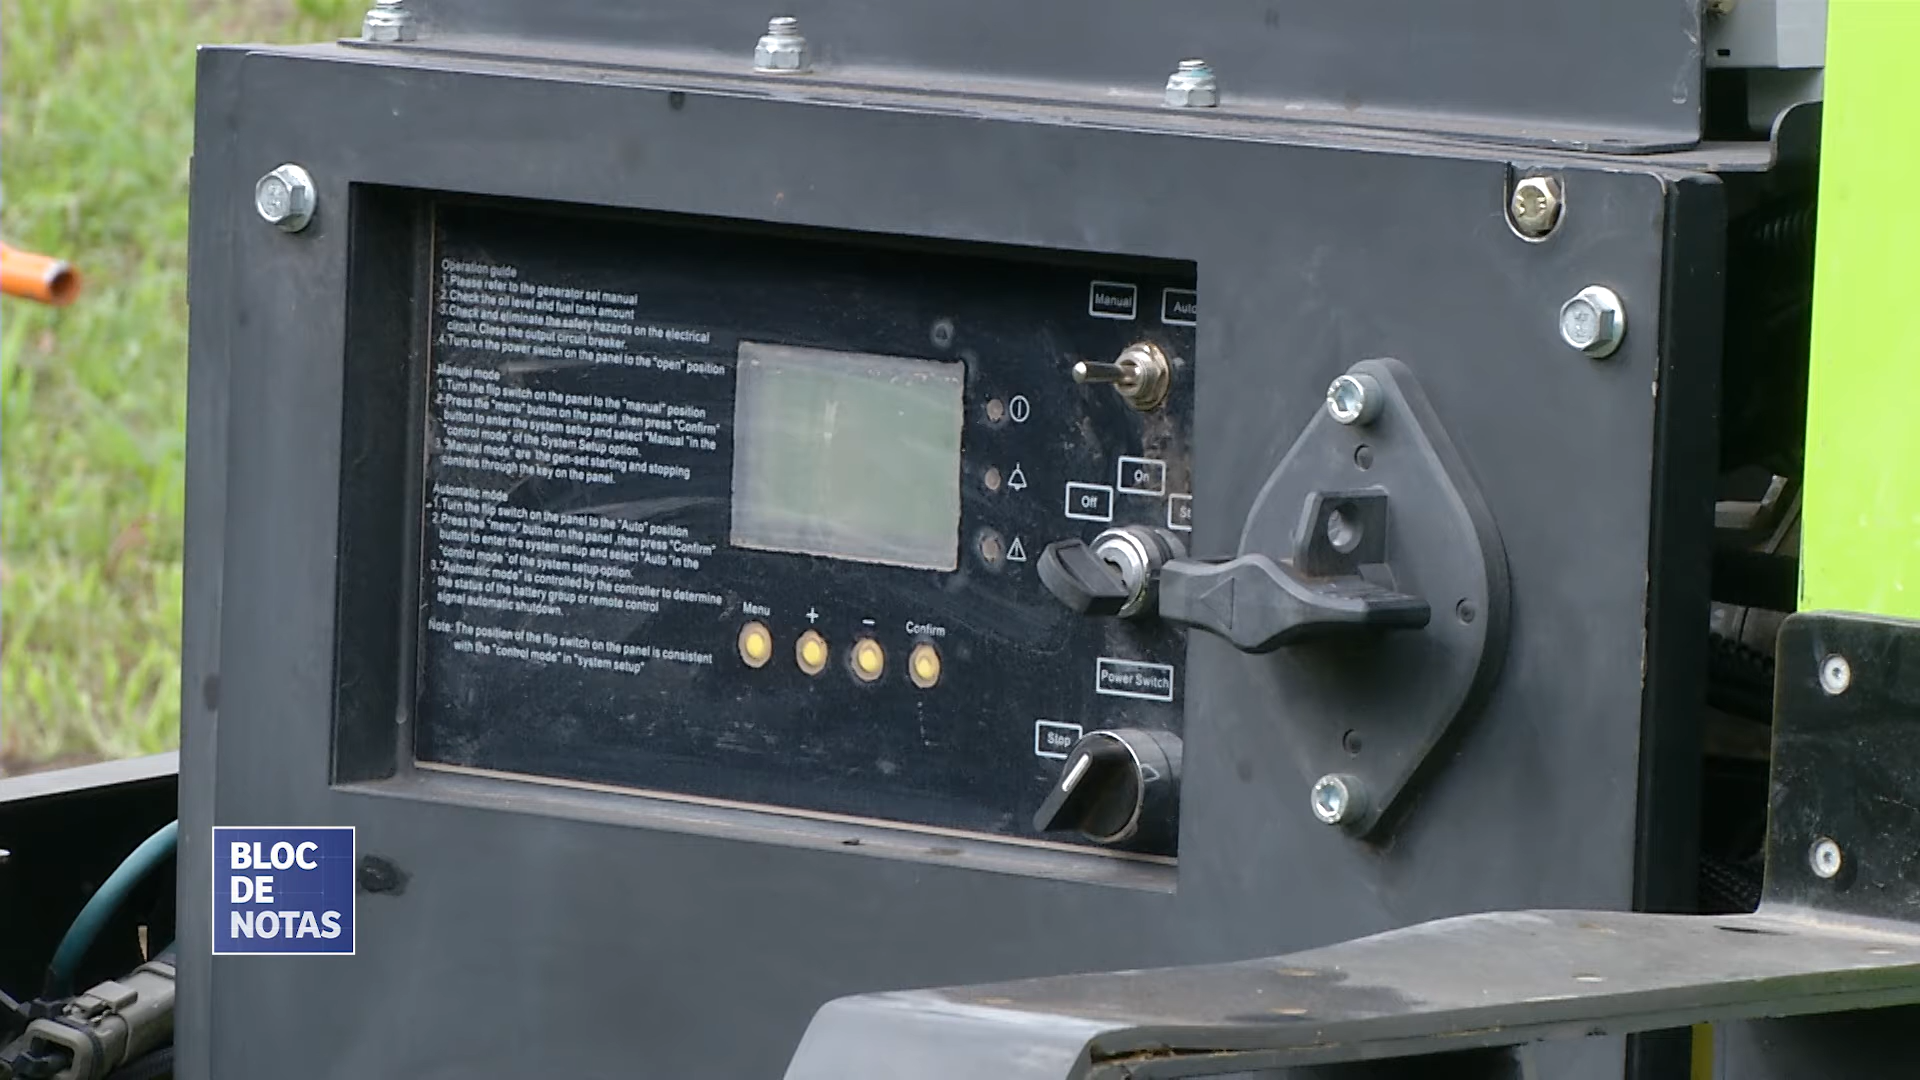 Operation guide
1.Please refer to the generator set manual
2.Check the oil level and fuel tank amount
3.Check and eliminate the safety hazards on the electrical
circuit.Close the output circuit breaker.
4.Turn on the power switch on the panel to the "open" position
Manual mode
1.Turn the flip switch on the panel to the "manual" position
2.Press the "menu" button on the panel ,then press "Confirm"
button to enter the system setup and select "Manual "in the
"control mode" of the System Setup option.
3."Manual mode" are the gen-set starting and stopping
controls through the key on the panel.
Automatic mode
1.Turn the flip switch on the panel to the "Auto" position
2.Press the "menu" button on the panel ,then press "Confirm"
button to enter the system setup and select "Auto "in the
"control mode "of the system setup option.
3."Automatic mode" is controlled by the controller to determine
the status of the battery group or remote control
signal automatic shutdown.
Note: The position of the flip switch on the panel is consistent
with the "control mode" in "system setup"
Menu + - Confirm
Manual Auto
On
Off St
Power Switch
Stop
BLOC
DE
NOTAS